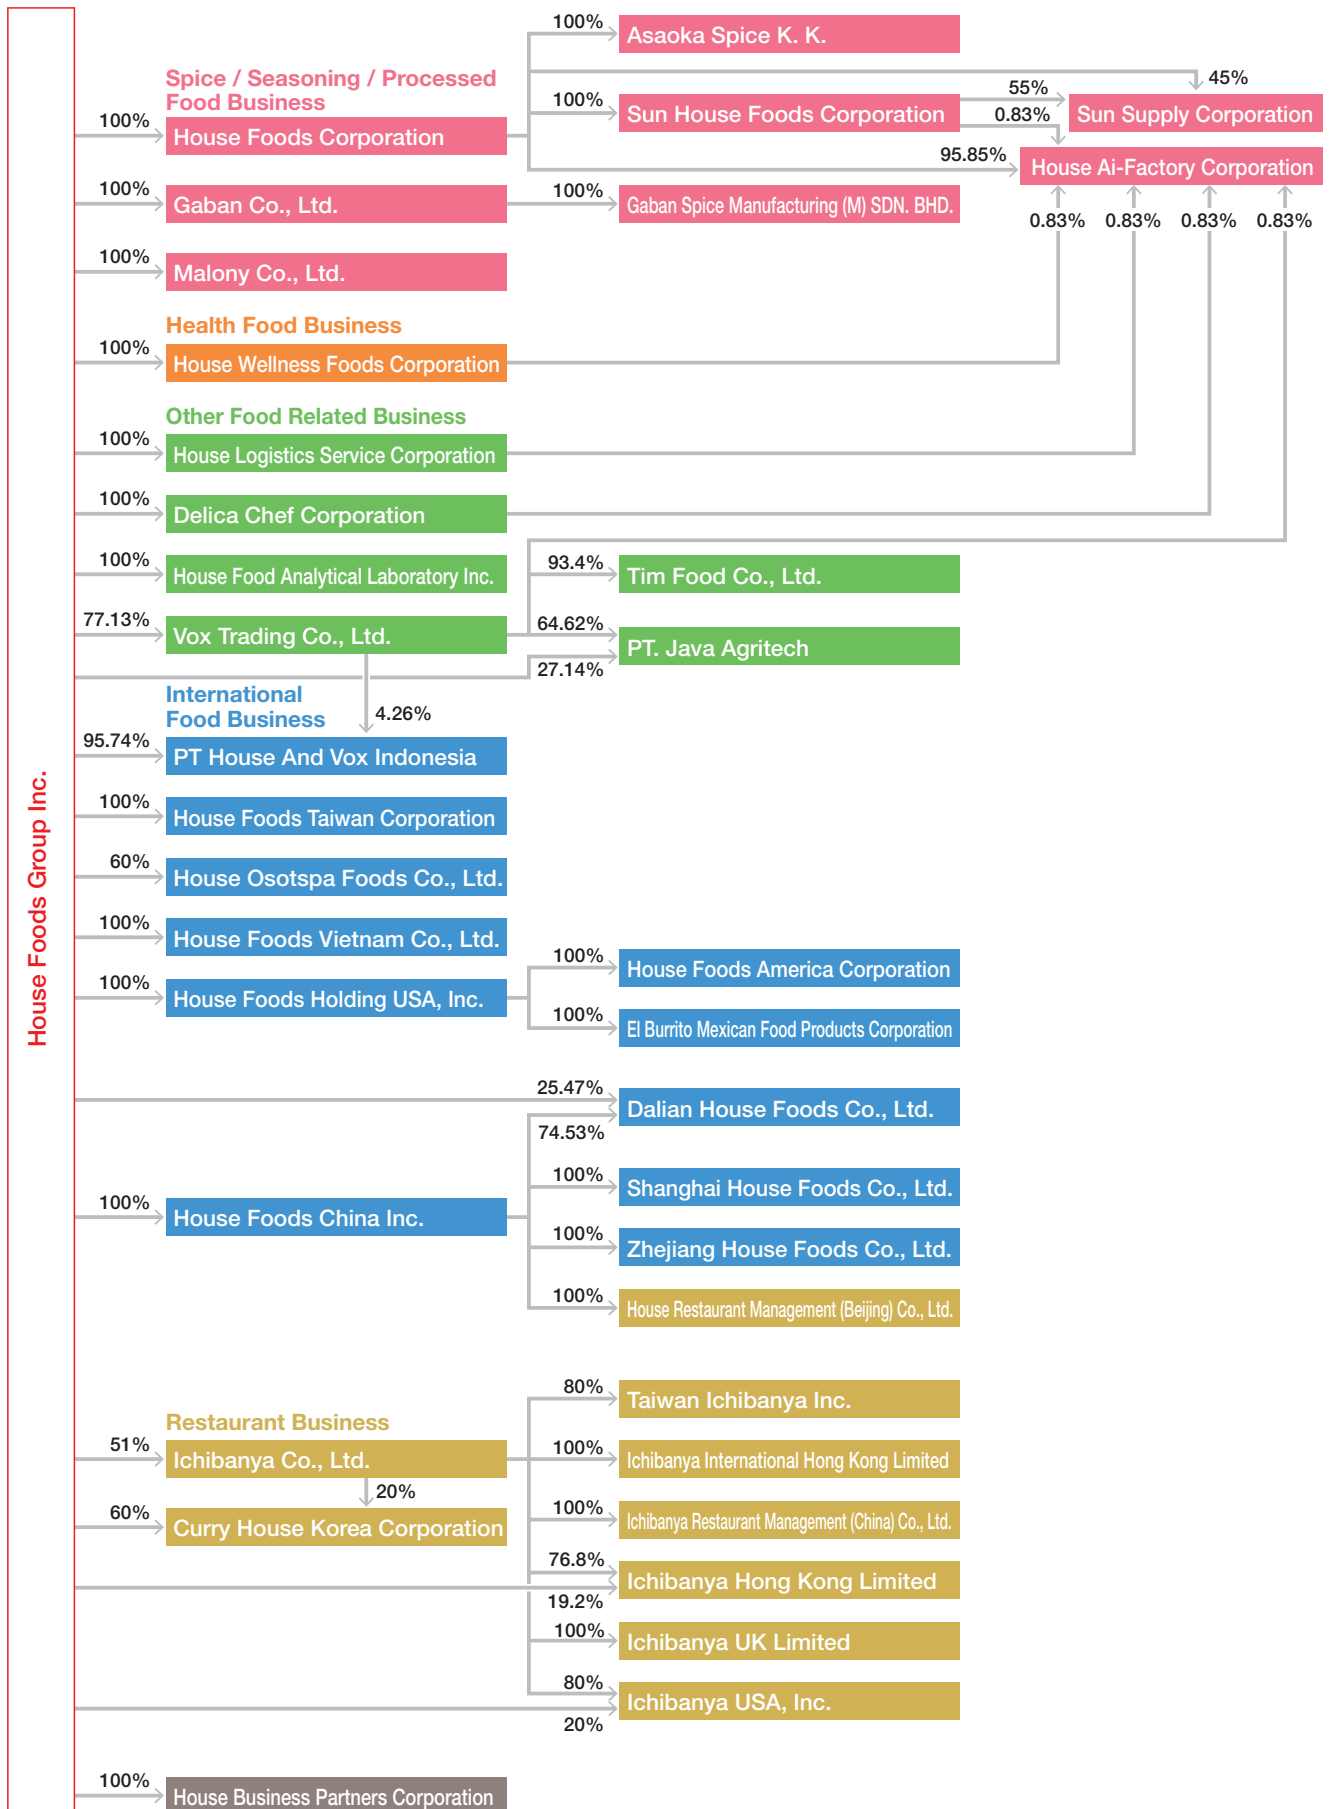 House Foods Group Inc.
100%
Asaoka Spice K. K.
Spice / Seasoning / Processed
Food Business
45%
100%
Sun House Foods Corporation
55%
Sun Supply Corporation
0.83%
100%
House Foods Corporation
95.85%
House Ai-Factory Corporation
100%
Gaban Co., Ltd.
100%
Gaban Spice Manufacturing (M) SDN. BHD.
0.83%
0.83%
0.83%
0.83%
100%
Malony Co., Ltd.
Health Food Business
100%
House Wellness Foods Corporation
Other Food Related Business
100%
House Logistics Service Corporation
100%
Delica Chef Corporation
100%
House Food Analytical Laboratory Inc.
93.4%
Tim Food Co., Ltd.
77.13%
Vox Trading Co., Ltd.
64.62%
PT. Java Agritech
27.14%
International
Food Business
4.26%
95.74%
PT House And Vox Indonesia
100%
House Foods Taiwan Corporation
60%
House Osotspa Foods Co., Ltd.
100%
House Foods Vietnam Co., Ltd.
100%
House Foods America Corporation
100%
House Foods Holding USA, Inc.
100%
El Burrito Mexican Food Products Corporation
25.47%
Dalian House Foods Co., Ltd.
74.53%
100%
Shanghai House Foods Co., Ltd.
100%
House Foods China Inc.
100%
Zhejiang House Foods Co., Ltd.
100%
House Restaurant Management (Beijing) Co., Ltd.
80%
Taiwan Ichibanya Inc.
Restaurant Business
51%
Ichibanya Co., Ltd.
100%
Ichibanya International Hong Kong Limited
20%
60%
Curry House Korea Corporation
100%
Ichibanya Restaurant Management (China) Co., Ltd.
76.8%
Ichibanya Hong Kong Limited
19.2%
100%
Ichibanya UK Limited
80%
Ichibanya USA, Inc.
20%
100%
House Business Partners Corporation